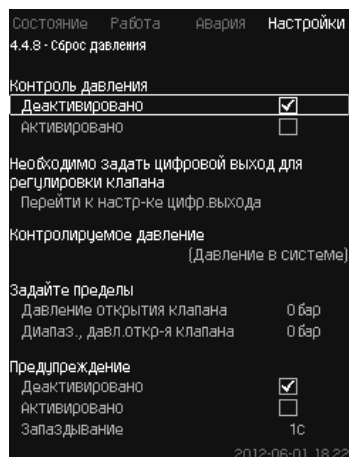 Состояние Работа Авария Настройки
4.4.8 - Сброс давления
Контроль давления
Деактивировано
Активировано
Необходимо задать цифровой выход для
регулировки клапана
Перейти к настр-ке цифр.выхода
Контролируемое давление
(Давление в системе)
Задайте пределы
Давление открытия клапана 0 бар
Диапаз., давл.откр-я клапана 0 бар
Предупреждение
Деактивировано
Активировано
Запаздывание 1с
2012-06-01 18:22